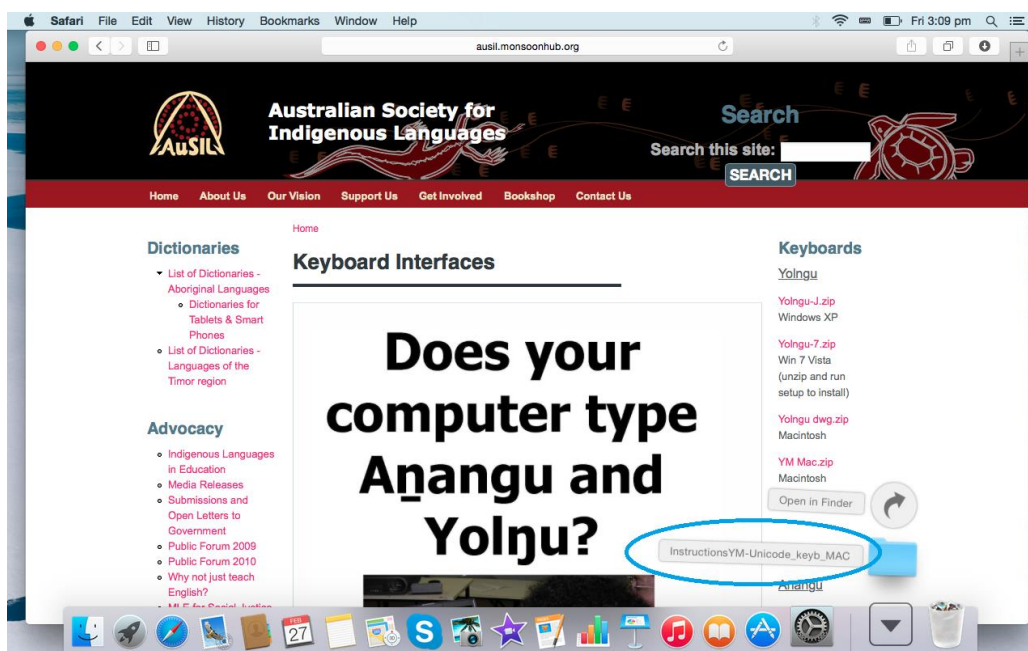 Safari File Edit View History Bookmarks Window Help
Fri 3:09 pm
ausil.monsoonhub.org
AuSIL
Australian Society for
Indigenous Languages
Search
Search this site:
SEARCH
Home About Us Our Vision Support Us Get Involved Bookshop Contact Us
Dictionaries
List of Dictionaries -
Aboriginal Languages
Dictionaries for
Tablets & Smart
Phones
List of Dictionaries -
Languages of the
Timor region
Advocacy
Indigenous Languages
in Education
Media Releases
Submissions and
Open Letters to
Government
Public Forum 2009
Public Forum 2010
Why not just teach
English?
MLE for Social Justice
Home
Keyboard Interfaces
Does your
computer type
Aṉangu and
Yolŋu?
Keyboards
Yolngu
Yolngu-J.zip
Windows XP
Yolngu-7.zip
Win 7 Vista
(unzip and run
setup to install)
Yolngu dwg.zip
Macintosh
YM Mac.zip
Macintosh
Open in Finder
InstructionsYM-Unicode_keyb_MAC
Anangu
FEB
27